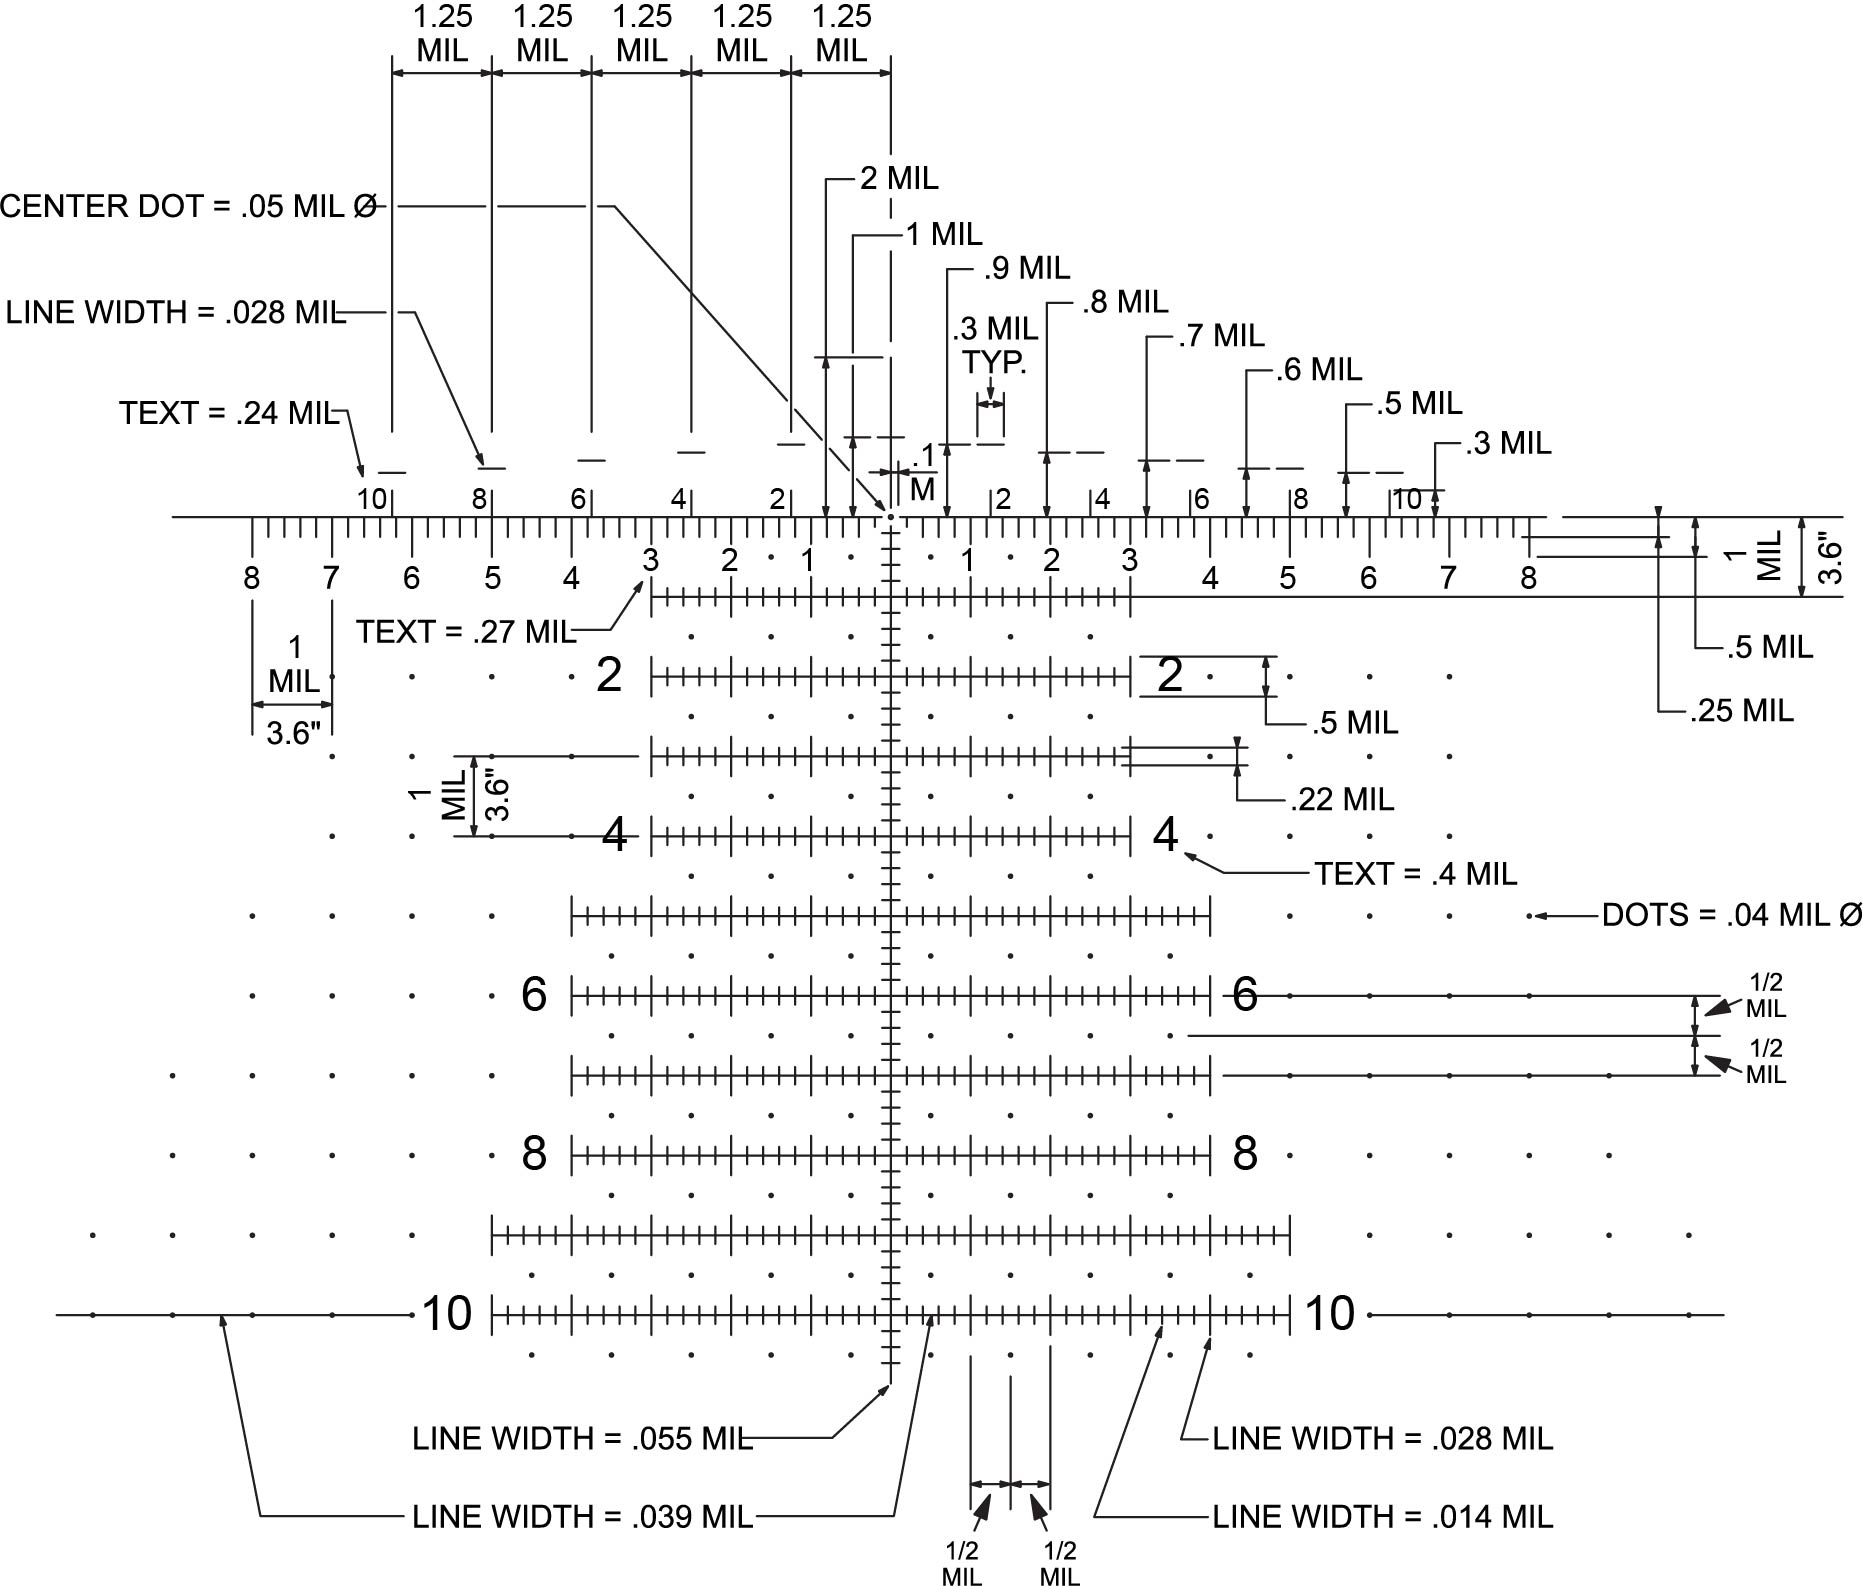 1.25 1.25 1.25 1.25 1.25
MIL MIL MIL MIL MIL
2 MIL
CENTER DOT = .05 MIL Ø
1 MIL
.9 MIL
.8 MIL
LINE WIDTH = .028 MIL
.3 MIL
TYP.
.7 MIL
.6 MIL
.5 MIL
TEXT = .24 MIL
.3 MIL
.1
M
10 8 6 4 2 2 4 6 8 10
3 2 1 1 2 3
8 7 6 5 4 4 5 6 7 8
1
MIL
3.6"
TEXT = .27 MIL
1
MIL
3.6"
.5 MIL
2 2
.25 MIL
.5 MIL
1
MIL
3.6"
.22 MIL
4 4
TEXT = .4 MIL
DOTS = .04 MIL Ø
6 6
1/2
MIL
1/2
MIL
8 8
10 10
LINE WIDTH = .055 MIL
LINE WIDTH = .028 MIL
LINE WIDTH = .039 MIL
LINE WIDTH = .014 MIL
1/2 1/2
MIL MIL